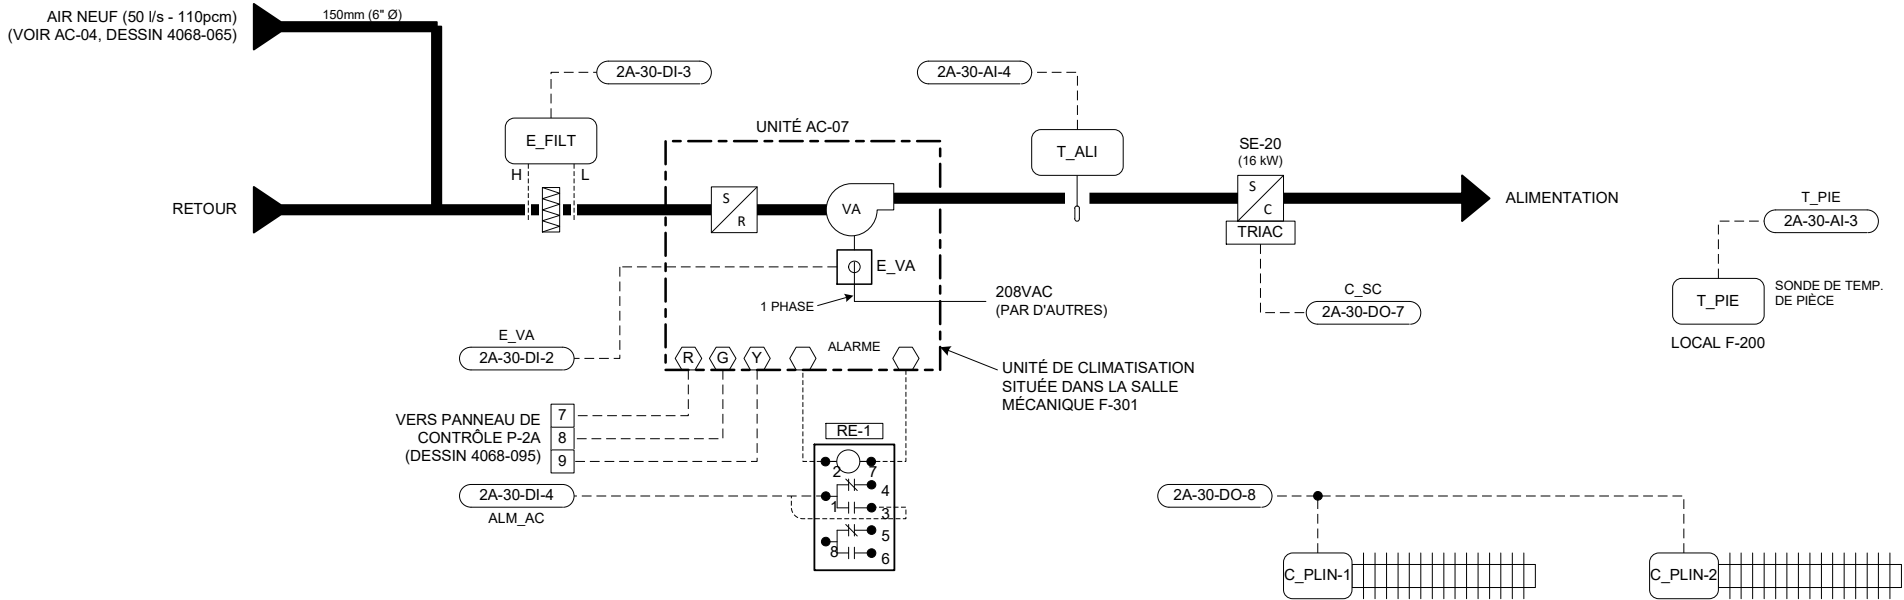 AIR NEUF (50 l/s - 110pcm)
(VOIR AC-04, DESSIN 4068-065)
150mm (6" Ø)
2A-30-DI-3
2A-30-AI-4
E_FILT
H
L
UNITÉ AC-07
T_ALI
SE-20
(16 kW)
RETOUR
S
R
VA
S
C
TRIAC
ALIMENTATION
T_PIE
2A-30-AI-3
E_VA
1 PHASE
208VAC
(PAR D'AUTRES)
C_SC
2A-30-DO-7
T_PIE
SONDE DE TEMP.
DE PIÈCE
LOCAL F-200
E_VA
2A-30-DI-2
R
G
Y
ALARME
UNITÉ DE CLIMATISATION
SITUÉE DANS LA SALLE
MÉCANIQUE F-301
VERS PANNEAU DE
CONTRÔLE P-2A
(DESSIN 4068-095)
7
8
9
RE-1
2
7
4
1
3
5
8
6
2A-30-DI-4
ALM_AC
2A-30-DO-8
C_PLIN-1
C_PLIN-2